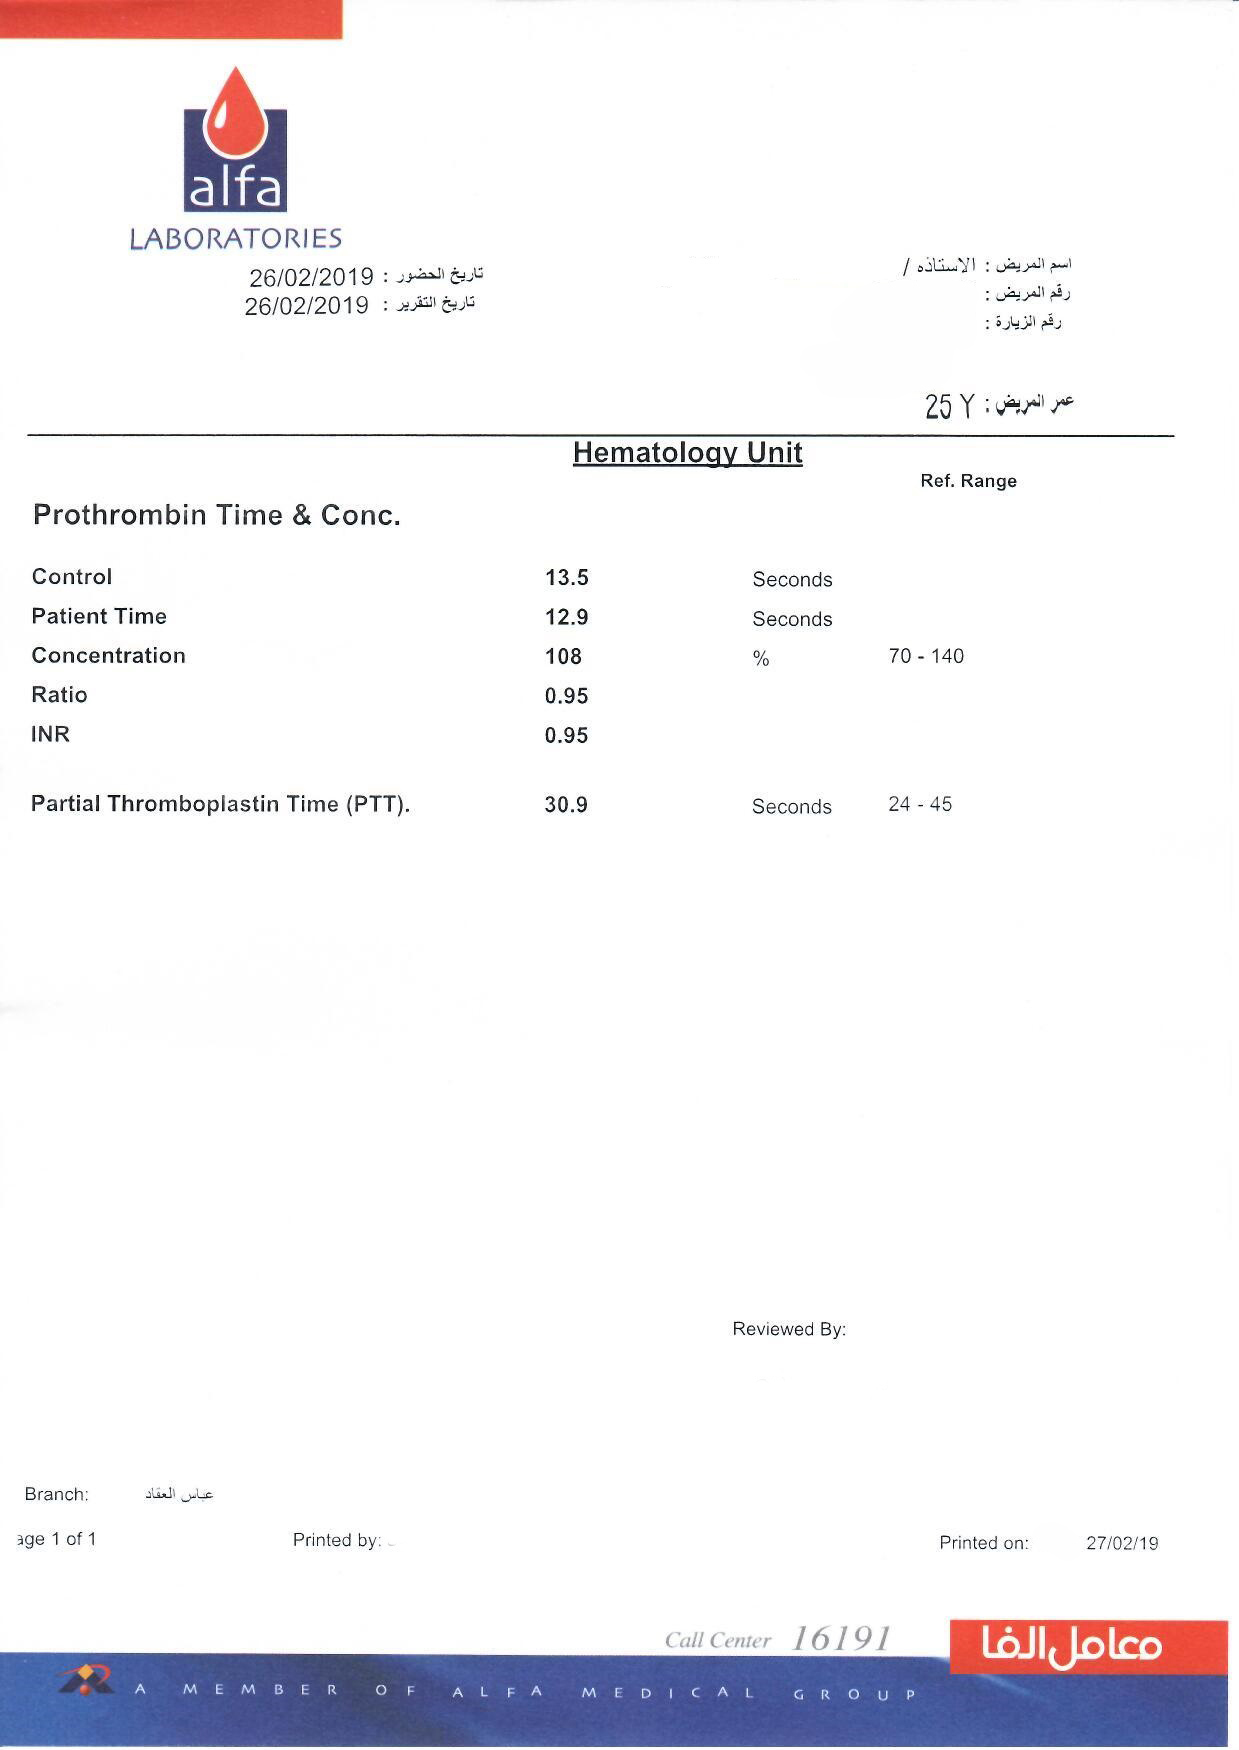 alfa
LABORATORIES
تاريخ الحضور : 26/02/2019
تاريخ التقرير : 26/02/2019
اسم المريض : الاستاذه /
رقم المريض :
رقم الزيارة :
عمر المريض : 25 Y
Hematology Unit
Ref. Range
Prothrombin Time & Conc.
Control 13.5 Seconds
Patient Time 12.9 Seconds
Concentration 108 % 70 - 140
Ratio 0.95
INR 0.95
Partial Thromboplastin Time (PTT). 30.9 Seconds 24 - 45
Reviewed By:
Branch: عباس العقاد
age 1 of 1 Printed by: Printed on: 27/02/19
Call Center 16191
معامل الفا
A MEMBER OF ALFA MEDICAL GROUP